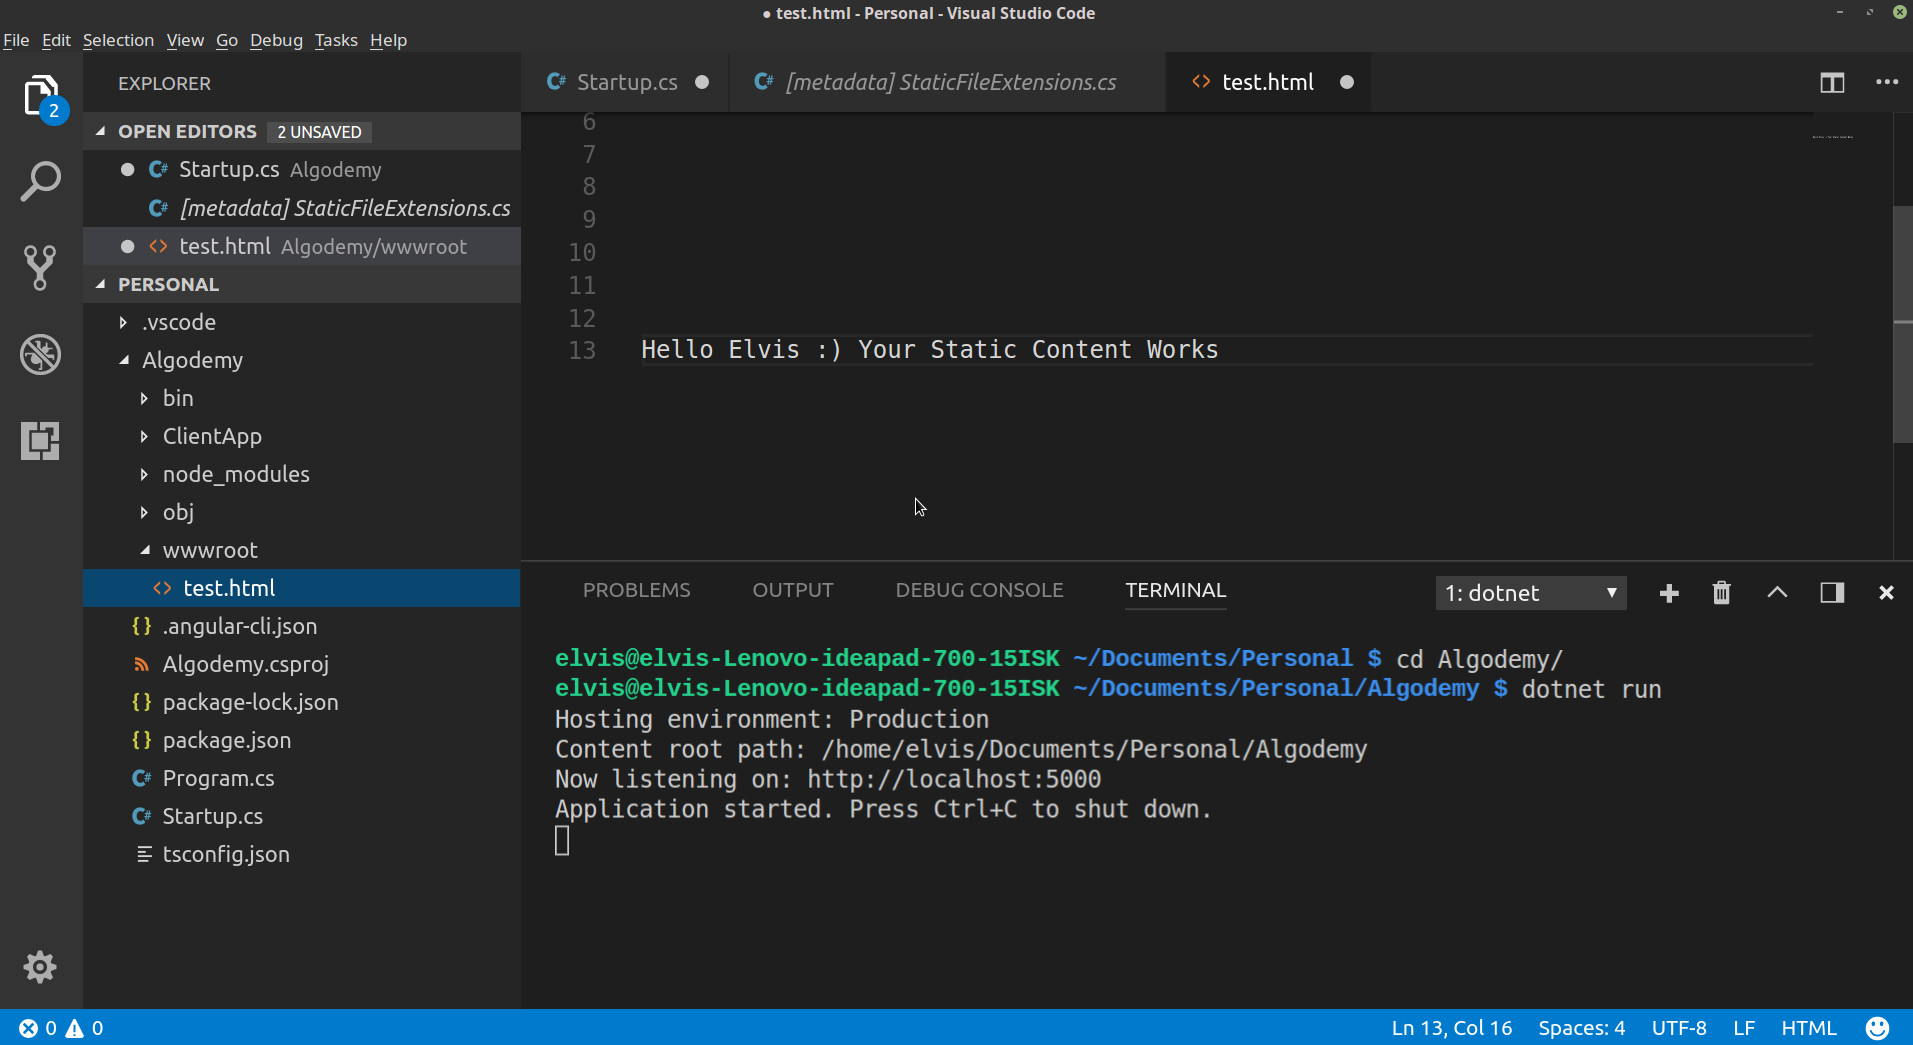 ● test.html - Personal - Visual Studio Code
File Edit Selection View Go Debug Tasks Help
2
EXPLORER
OPEN EDITORS 2 UNSAVED
Startup.cs Algodemy
[metadata] StaticFileExtensions.cs
test.html Algodemy/wwwroot
PERSONAL
.vscode
Algodemy
bin
ClientApp
node_modules
obj
wwwroot
test.html
{ } .angular-cli.json
Algodemy.csproj
{ } package-lock.json
{ } package.json
C# Program.cs
C# Startup.cs
tsconfig.json
C# Startup.cs ● C# [metadata] StaticFileExtensions.cs <> test.html ●
6
7
8
9
10
11
12
13 Hello Elvis :) Your Static Content Works
PROBLEMS OUTPUT DEBUG CONSOLE TERMINAL 1: dotnet
elvis@elvis-Lenovo-ideapad-700-15ISK ~/Documents/Personal $ cd Algodemy/
elvis@elvis-Lenovo-ideapad-700-15ISK ~/Documents/Personal/Algodemy $ dotnet run
Hosting environment: Production
Content root path: /home/elvis/Documents/Personal/Algodemy
Now listening on: http://localhost:5000
Application started. Press Ctrl+C to shut down.
0 0 Ln 13, Col 16 Spaces: 4 UTF-8 LF HTML